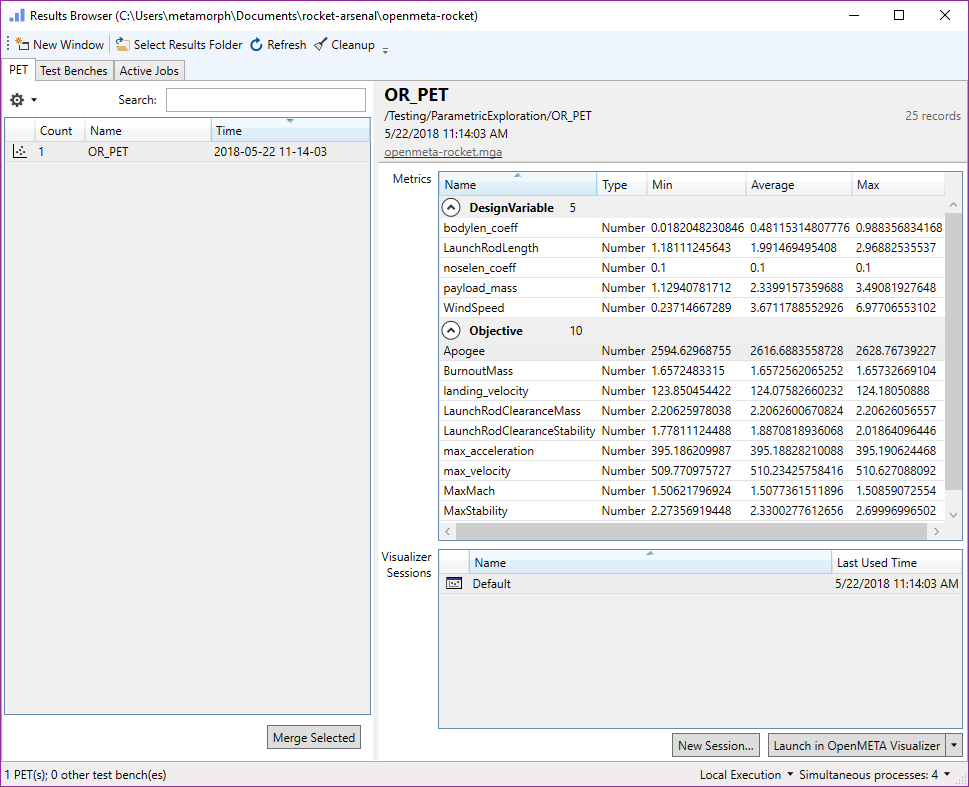 Results Browser (C:\Users\metamorph\Documents\rocket-arsenal\openmeta-rocket)
New Window Select Results Folder Refresh Cleanup
PET Test Benches Active Jobs
Search:
Count Name Time
1 OR_PET 2018-05-22 11-14-03
Merge Selected
OR_PET
/Testing/ParametricExploration/OR_PET 25 records
5/22/2018 11:14:03 AM
openmeta-rocket.mga
Metrics
Name Type Min Average Max
DesignVariable 5
bodylen_coeff Number 0.0182048230846 0.48115314807776 0.988356834168
LaunchRodLength Number 1.18111245643 1.991469495408 2.96882535537
noselen_coeff Number 0.1 0.1 0.1
payload_mass Number 1.12940781712 2.3399157359688 3.49081927648
WindSpeed Number 0.23714667289 3.6711788552926 6.97706553102
Objective 10
Apogee Number 2594.62968755 2616.6883558728 2628.76739227
BurnoutMass Number 1.6572483315 1.6572562065252 1.65732669104
landing_velocity Number 123.850454422 124.07582660232 124.18050888
LaunchRodClearanceMass Number 2.20625978038 2.2062600670824 2.20626056557
LaunchRodClearanceStability Number 1.77811124488 1.8870818936068 2.01864096446
max_acceleration Number 395.186209987 395.18828210088 395.190624468
max_velocity Number 509.770975727 510.23425758416 510.627088092
MaxMach Number 1.50621796924 1.5077361511896 1.50859072554
MaxStability Number 2.27356919448 2.3300277612656 2.69996996502
Visualizer Sessions
Name Last Used Time
Default 5/22/2018 11:14:03 AM
New Session... Launch in OpenMETA Visualizer
1 PET(s); 0 other test bench(es) Local Execution Simultaneous processes: 4